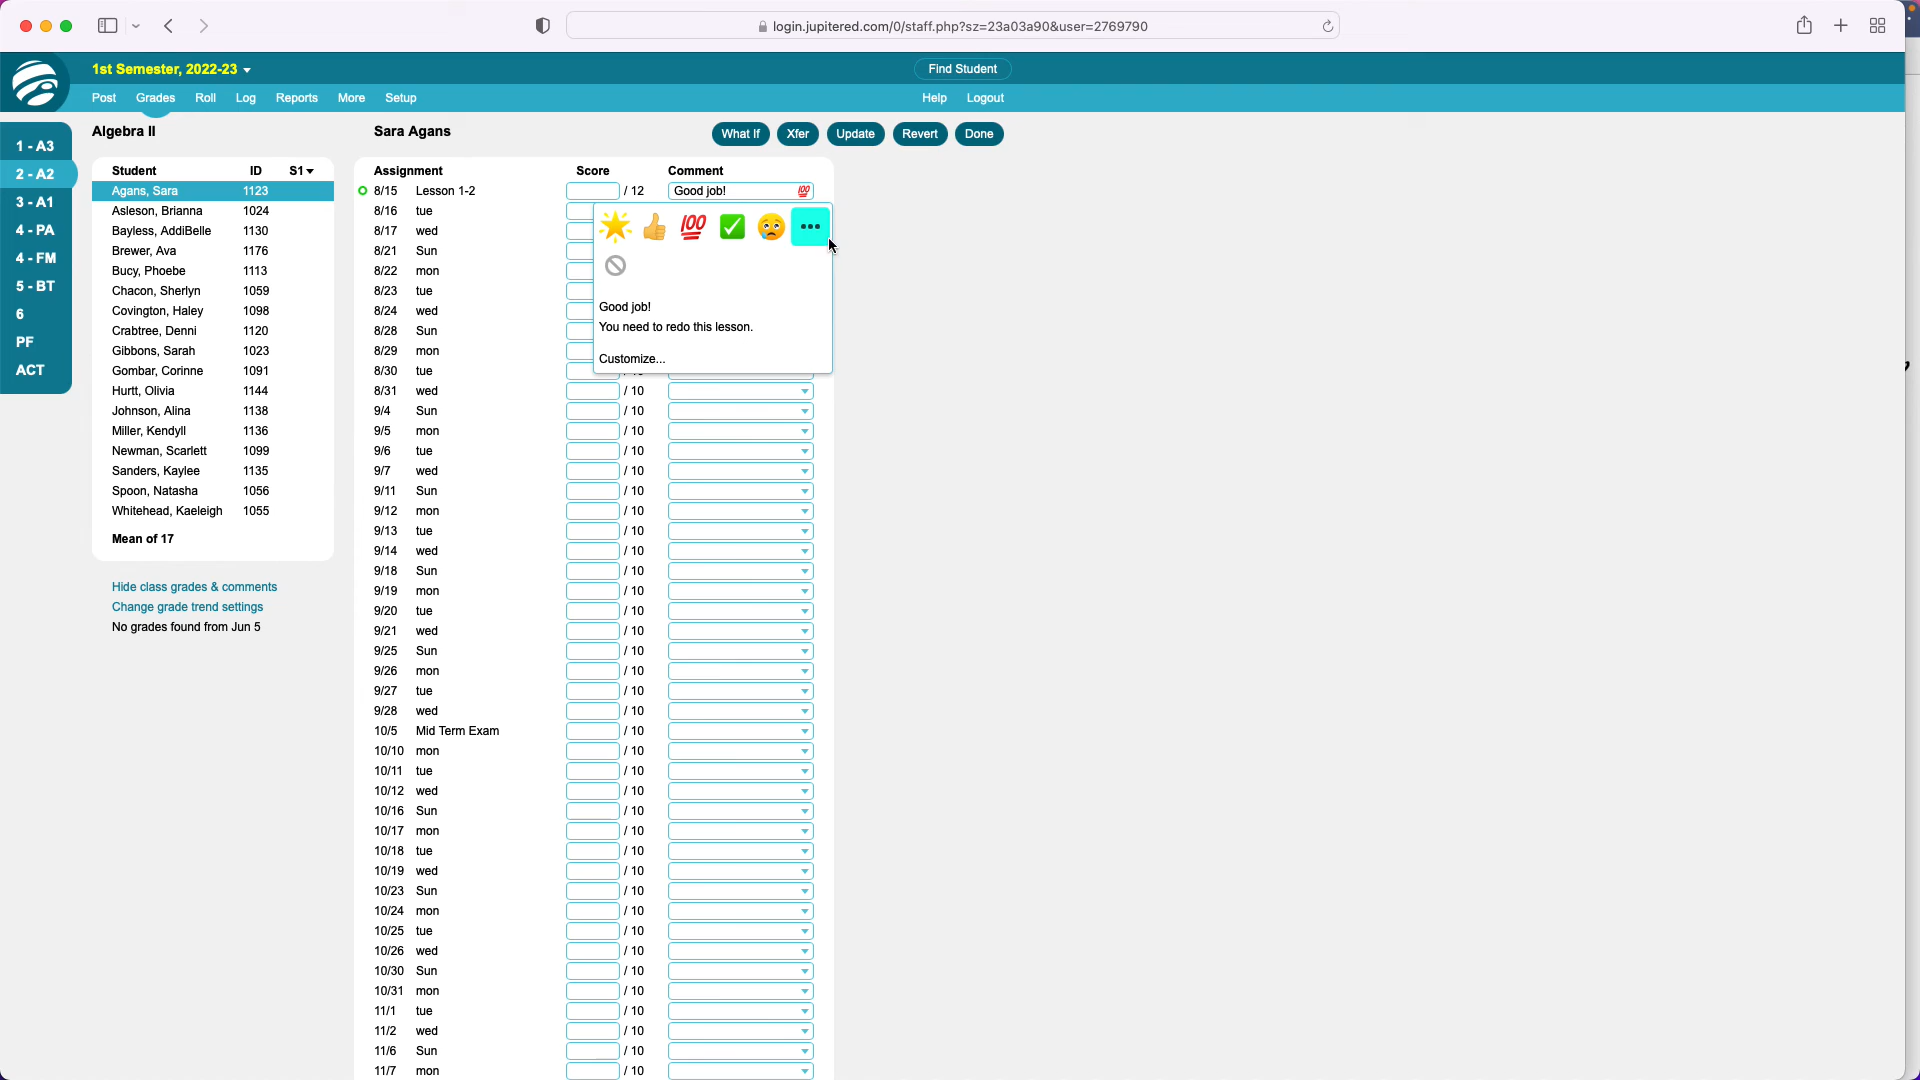 login.jupitered.com/0/staff.php?sz=23a03a90&user=2769790
1st Semester, 2022-23
Find Student
Post Grades Roll Log Reports More Setup
Help Logout
1 - A3
2 - A2
3 - A1
4 - PA
4 - FM
5 - BT
6
PF
ACT
Algebra II
Student ID S1
Agans, Sara 1123
Asleson, Brianna 1024
Bayless, AddiBelle 1130
Brewer, Ava 1176
Bucy, Phoebe 1113
Chacon, Sherlyn 1059
Covington, Haley 1098
Crabtree, Denni 1120
Gibbons, Sarah 1023
Gombar, Corinne 1091
Hurtt, Olivia 1144
Johnson, Alina 1138
Miller, Kendyll 1136
Newman, Scarlett 1099
Sanders, Kaylee 1135
Spoon, Natasha 1056
Whitehead, Kaeleigh 1055
Mean of 17
Hide class grades & comments
Change grade trend settings
No grades found from Jun 5
Sara Agans
What If Xfer Update Revert Done
Assignment Score Comment
8/15 Lesson 1-2 / 12 Good job! 💯
8/16 tue
8/17 wed
8/21 Sun
8/22 mon
8/23 tue
8/24 wed
8/28 Sun
8/29 mon
8/30 tue
8/31 wed / 10
9/4 Sun / 10
9/5 mon / 10
9/6 tue / 10
9/7 wed / 10
9/11 Sun / 10
9/12 mon / 10
9/13 tue / 10
9/14 wed / 10
9/18 Sun / 10
9/19 mon / 10
9/20 tue / 10
9/21 wed / 10
9/25 Sun / 10
9/26 mon / 10
9/27 tue / 10
9/28 wed / 10
10/5 Mid Term Exam / 10
10/10 mon / 10
10/11 tue / 10
10/12 wed / 10
10/16 Sun / 10
10/17 mon / 10
10/18 tue / 10
10/19 wed / 10
10/23 Sun / 10
10/24 mon / 10
10/25 tue / 10
10/26 wed / 10
10/30 Sun / 10
10/31 mon / 10
11/1 tue / 10
11/2 wed / 10
11/6 Sun / 10
11/7 mon / 10
💯
Good job!
You need to redo this lesson.
Customize...